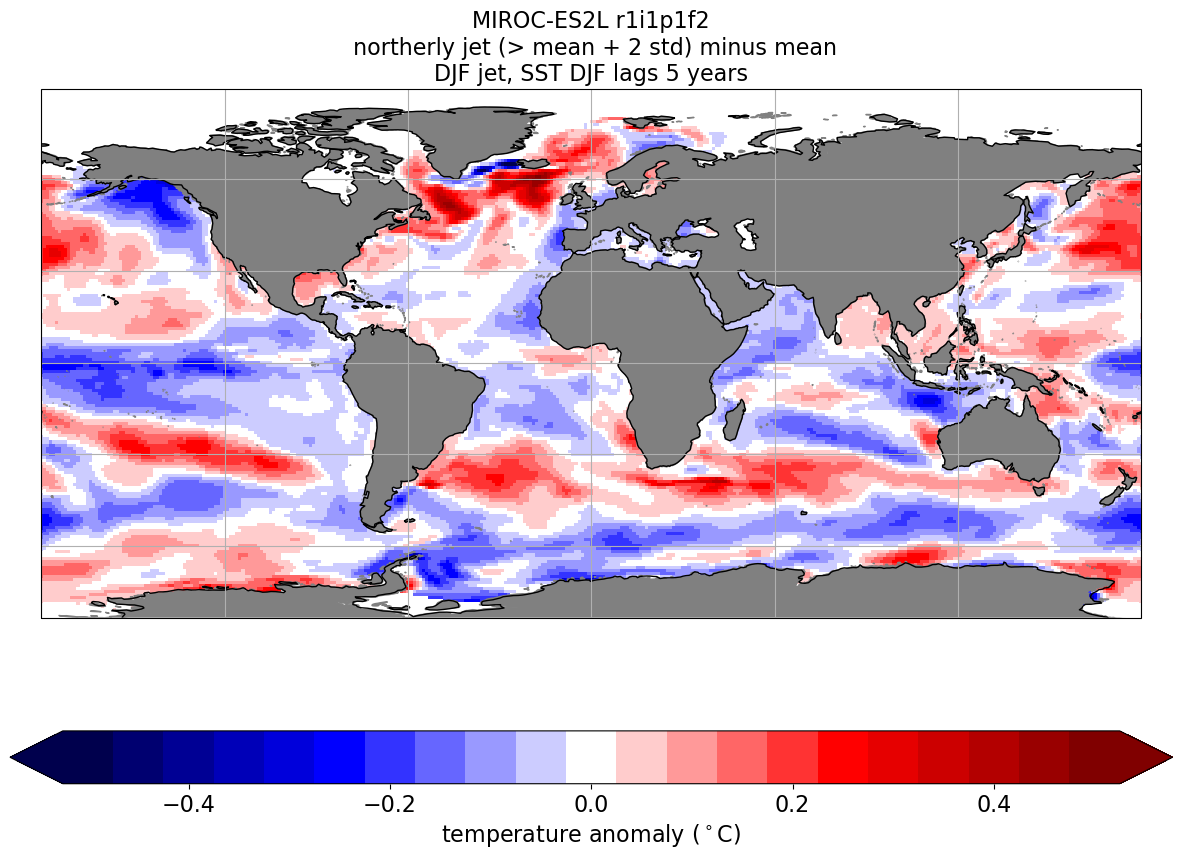 MIROC-ES2L r1i1p1f2
northerly jet (> mean + 2 std) minus mean
DJF jet, SST DJF lags 5 years
−0.4 −0.2 0.0 0.2 0.4
temperature anomaly (°C)